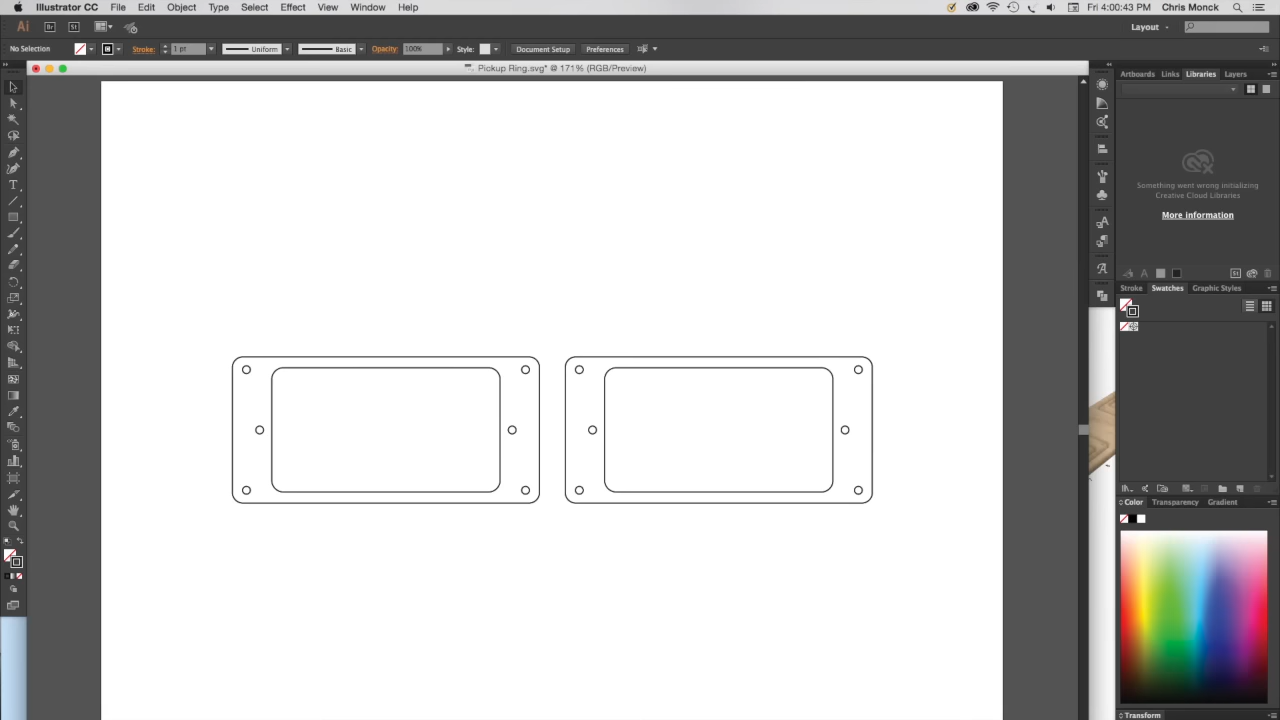 Illustrator CC File Edit Object Type Select Effect View Window Help Fri 4:00:43 PM Chris Monck
Ai Br St Layout
No Selection Stroke: 1 pt Uniform Basic Opacity: 100% Style: Document Setup Preferences
Pickup Ring.svg* @ 171% (RGB/Preview)
Artboards Links Libraries Layers
Something went wrong initializing
Creative Cloud Libraries
More information
Stroke Swatches Graphic Styles
Color Transparency Gradient
Transform